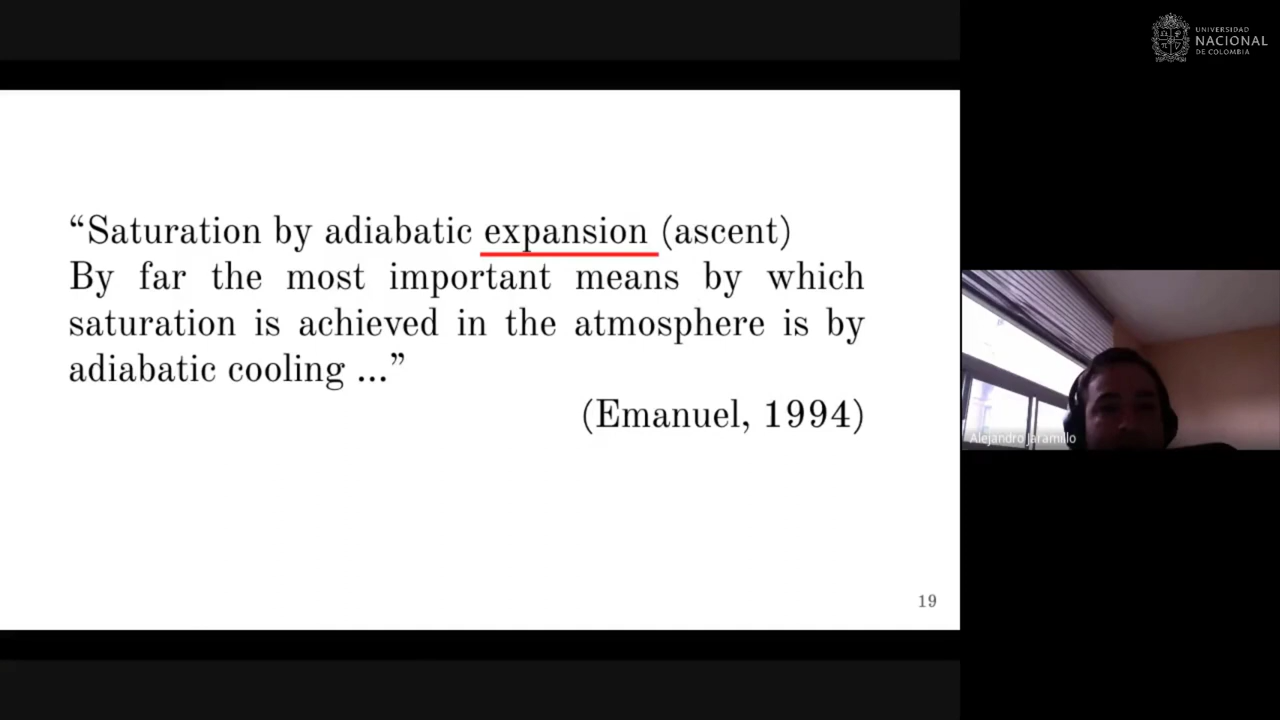 UNIVERSIDAD
NACIONAL
DE COLOMBIA
“Saturation by adiabatic expansion (ascent)
By far the most important means by which
saturation is achieved in the atmosphere is by
adiabatic cooling ...”
(Emanuel, 1994)
Alejandro Jaramillo
19